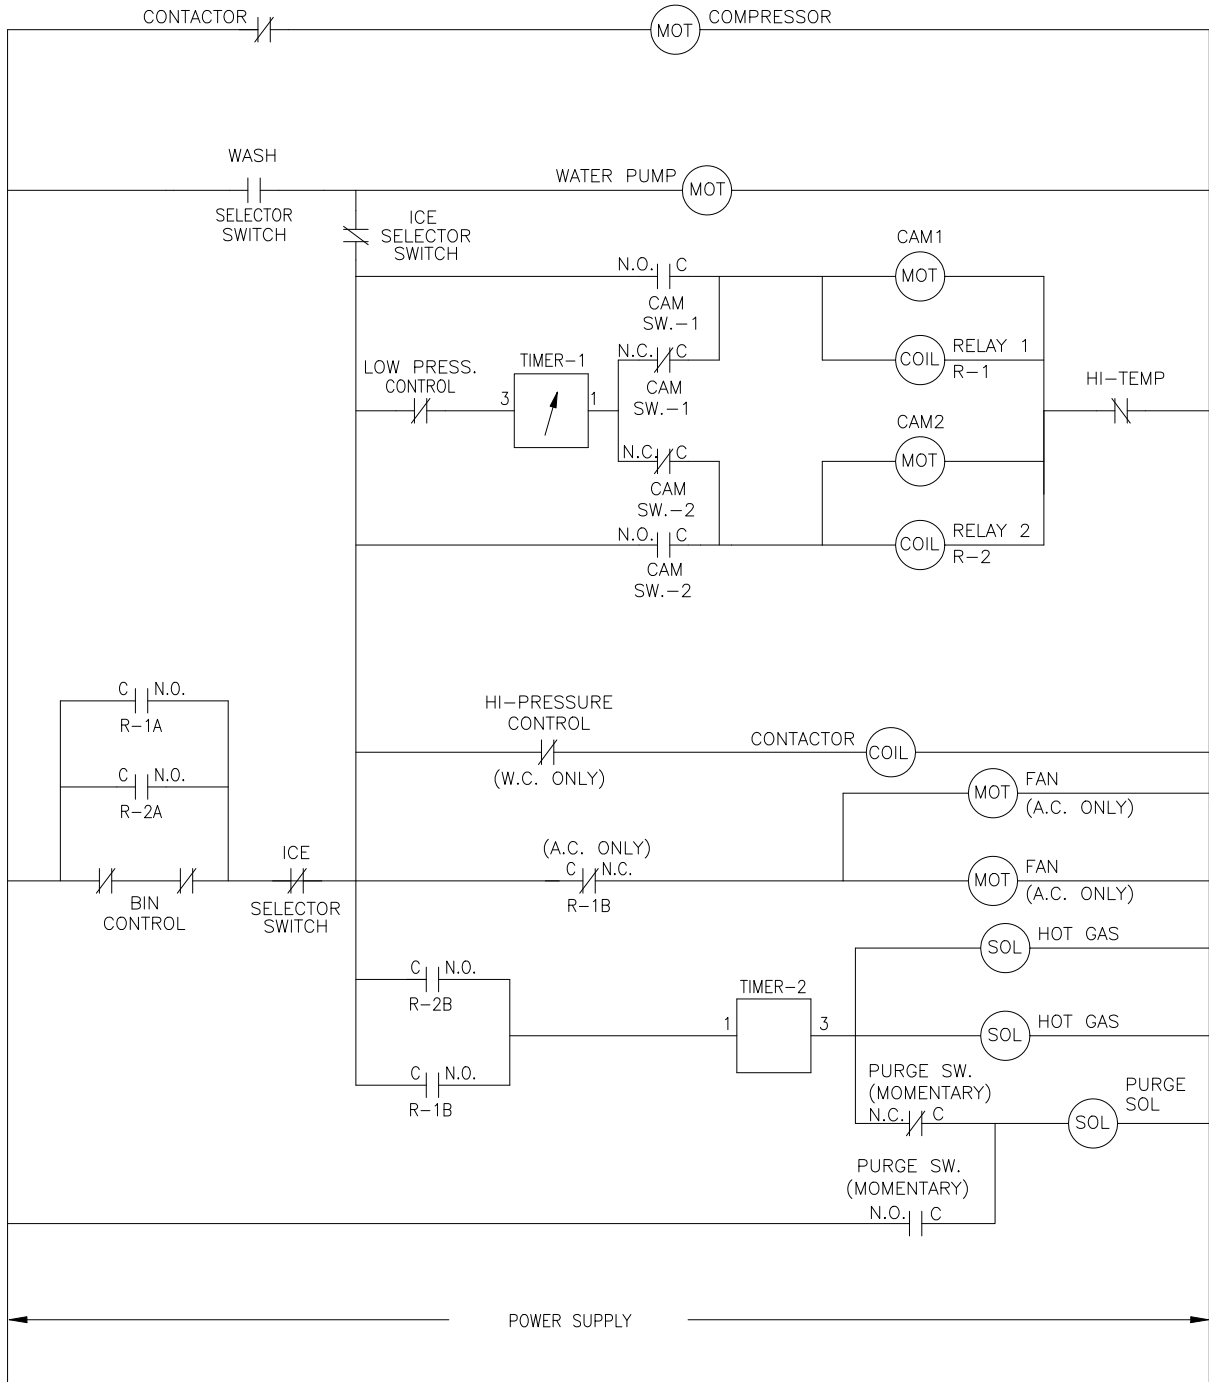 CONTACTOR
MOT
COMPRESSOR
WASH
SELECTOR
SWITCH
WATER PUMP
MOT
ICE
SELECTOR
SWITCH
N.O. C
CAM
SW.-1
CAM1
MOT
N.C. C
CAM
SW.-1
COIL
RELAY 1
R-1
LOW PRESS.
CONTROL
3
TIMER-1
1
HI-TEMP
N.C. C
CAM
SW.-2
CAM2
MOT
N.O. C
CAM
SW.-2
COIL
RELAY 2
R-2
C N.O.
R-1A
C N.O.
R-2A
BIN
CONTROL
ICE
SELECTOR
SWITCH
HI-PRESSURE
CONTROL
(W.C. ONLY)
CONTACTOR
COIL
MOT
FAN
(A.C. ONLY)
(A.C. ONLY)
C N.C.
R-1B
MOT
FAN
(A.C. ONLY)
C N.O.
R-2B
SOL
HOT GAS
TIMER-2
1
3
SOL
HOT GAS
C N.O.
R-1B
PURGE SW.
(MOMENTARY)
N.C. C
SOL
PURGE
SOL
PURGE SW.
(MOMENTARY)
N.O. C
POWER SUPPLY